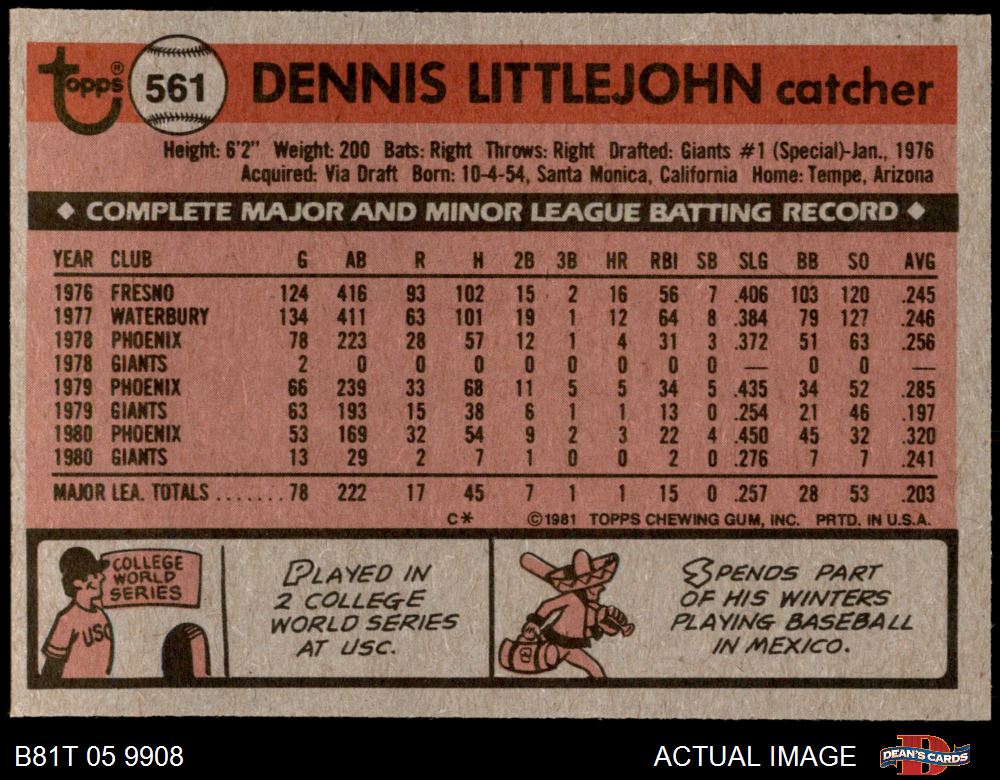 Topps® 561 DENNIS LITTLEJOHN catcher
Height: 6'2" Weight: 200 Bats: Right Throws: Right Drafted: Giants #1 (Special)-Jan., 1976
Acquired: Via Draft Born: 10-4-54, Santa Monica, California Home: Tempe, Arizona
◆ COMPLETE MAJOR AND MINOR LEAGUE BATTING RECORD ◆
YEAR CLUB G AB R H 2B 3B HR RBI SB SLG BB SO AVG
1976 FRESNO 124 416 93 102 15 2 16 56 7 .406 103 120 .245
1977 WATERBURY 134 411 63 101 19 1 12 64 8 .384 79 127 .246
1978 PHOENIX 78 223 28 57 12 1 4 31 3 .372 51 63 .256
1978 GIANTS 2 0 0 0 0 0 0 0 0 — 0 0 —
1979 PHOENIX 66 239 33 68 11 5 5 34 5 .435 34 52 .285
1979 GIANTS 63 193 15 38 6 1 1 13 0 .254 21 46 .197
1980 PHOENIX 53 169 32 54 9 2 3 22 4 .450 45 32 .320
1980 GIANTS 13 29 2 7 1 0 0 2 0 .276 7 7 .241
MAJOR LEA. TOTALS ....... 78 222 17 45 7 1 1 15 0 .257 28 53 .203
C* ©1981 TOPPS CHEWING GUM, INC. PRTD. IN U.S.A.
COLLEGE
WORLD
SERIES
USC
PLAYED IN
2 COLLEGE
WORLD SERIES
AT USC.
SPENDS PART
OF HIS WINTERS
PLAYING BASEBALL
IN MEXICO.
B81T 05 9908 ACTUAL IMAGE DEAN'S CARDS